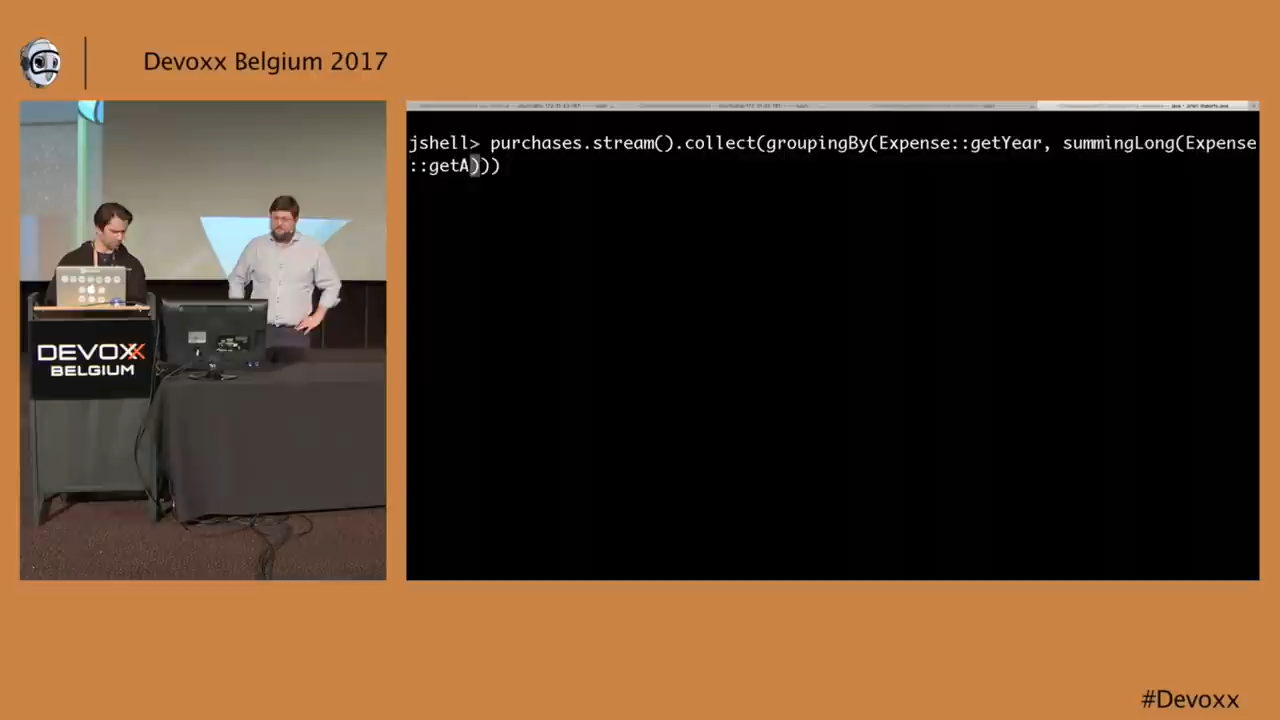 Devoxx Belgium 2017
jshell> purchases.stream().collect(groupingBy(Expense::getYear, summingLong(Expense
::getA)))
DEVOXX
BELGIUM
#Devoxx